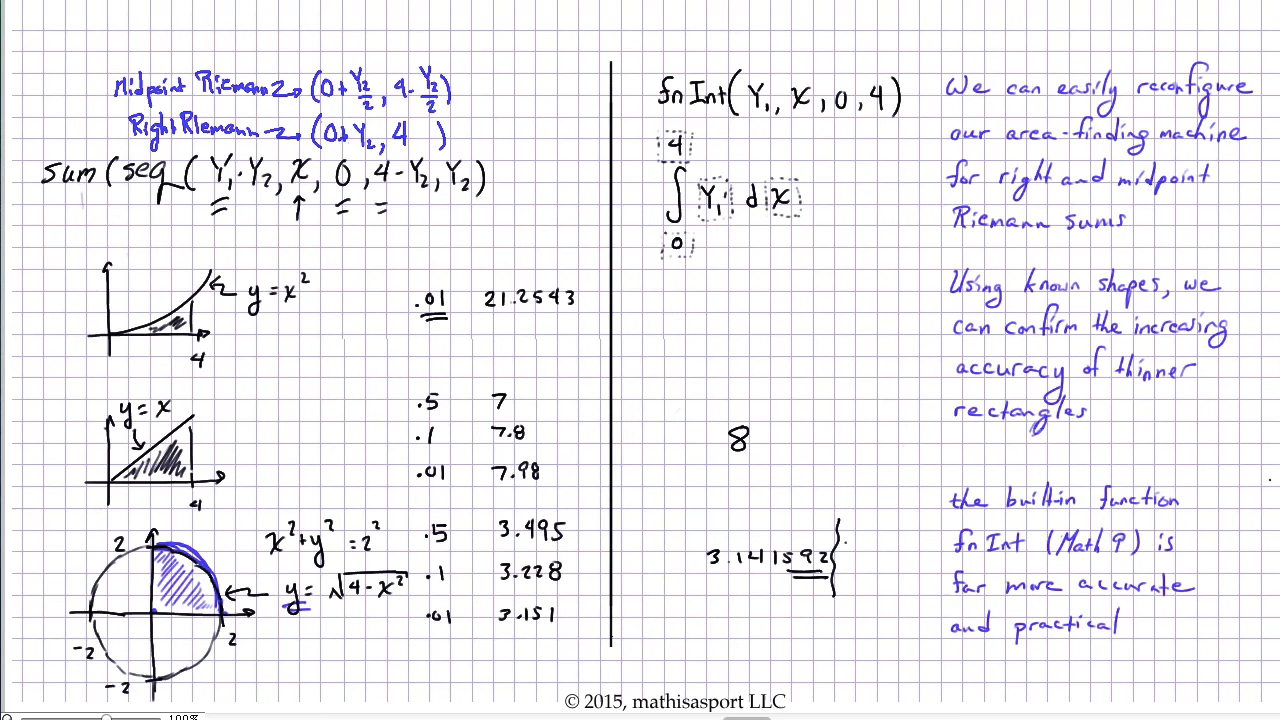 Midpoint Riemann → (0+Y₂/2, 4-Y₂/2)
Right Riemann → (0+Y₂, 4 )
sum(seq( Y₁·Y₂, X, 0, 4-Y₂, Y₂)
y=x²
4
.01 21.2543
y=x
4
.5 7
.1 7.8
.01 7.98
2
-2
-2
2
x²+y²=2²
y=√4-x²
.5 3.495
.1 3.228
.01 3.151
fnInt(Y₁, X, 0, 4)
4
∫ Y₁ d X
0
8
3.141592
We can easily reconfigure
our area-finding machine
for right and midpoint
Riemann sums
Using known shapes, we
can confirm the increasing
accuracy of thinner
rectangles
the built-in function
fnInt (Math 9) is
far more accurate
and practical
© 2015, mathisasport LLC
100%